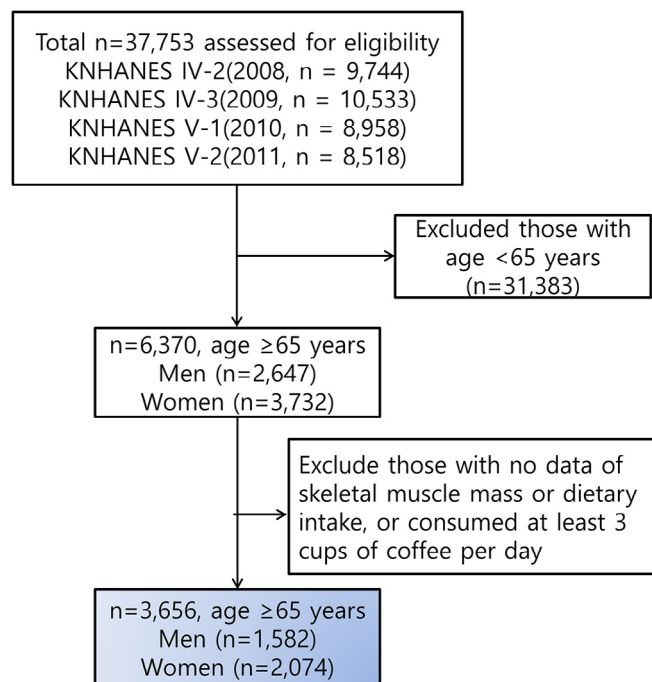 Total n=37,753 assessed for eligibility
KNHANES IV-2(2008, n = 9,744)
KNHANES IV-3(2009, n = 10,533)
KNHANES V-1(2010, n = 8,958)
KNHANES V-2(2011, n = 8,518)
Excluded those with
age <65 years
(n=31,383)
n=6,370, age ≥65 years
Men (n=2,647)
Women (n=3,732)
Exclude those with no data of
skeletal muscle mass or dietary
intake, or consumed at least 3
cups of coffee per day
n=3,656, age ≥65 years
Men (n=1,582)
Women (n=2,074)